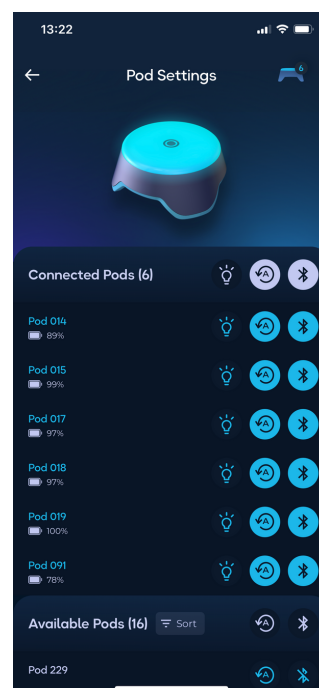 13:22
Pod Settings
6
Connected Pods (6)
A
Pod 014
89%
A
Pod 015
99%
A
Pod 017
97%
A
Pod 018
97%
A
Pod 019
100%
A
Pod 091
78%
A
Available Pods (16) Sort
A
Pod 229
A